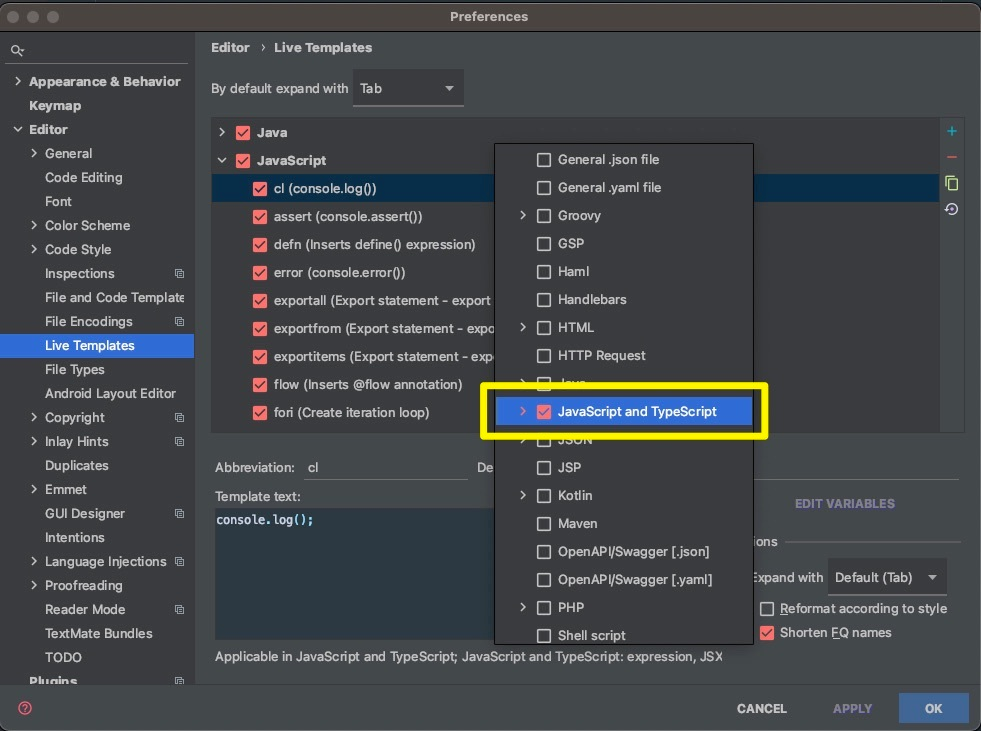 Preferences
Appearance & Behavior
Keymap
Editor
General
Code Editing
Font
Color Scheme
Code Style
Inspections
File and Code Template
File Encodings
Live Templates
File Types
Android Layout Editor
Copyright
Inlay Hints
Duplicates
Emmet
GUI Designer
Intentions
Language Injections
Proofreading
Reader Mode
TextMate Bundles
TODO
Plugins
Editor › Live Templates
By default expand with Tab
Java
JavaScript
cl (console.log())
assert (console.assert())
defn (Inserts define() expression)
error (console.error())
exportall (Export statement - export
exportfrom (Export statement - expo
exportitems (Export statement - expo
flow (Inserts @flow annotation)
fori (Create iteration loop)
General .json file
General .yaml file
Groovy
GSP
Haml
Handlebars
HTML
HTTP Request
Java
JavaScript and TypeScript
JSON
JSP
Kotlin
Maven
OpenAPI/Swagger [.json]
OpenAPI/Swagger [.yaml]
PHP
Shell script
Abbreviation: cl De
Template text:
console.log();
EDIT VARIABLES
ions
Expand with Default (Tab)
Reformat according to style
Shorten FQ names
Applicable in JavaScript and TypeScript; JavaScript and TypeScript: expression, JSX
CANCEL APPLY OK